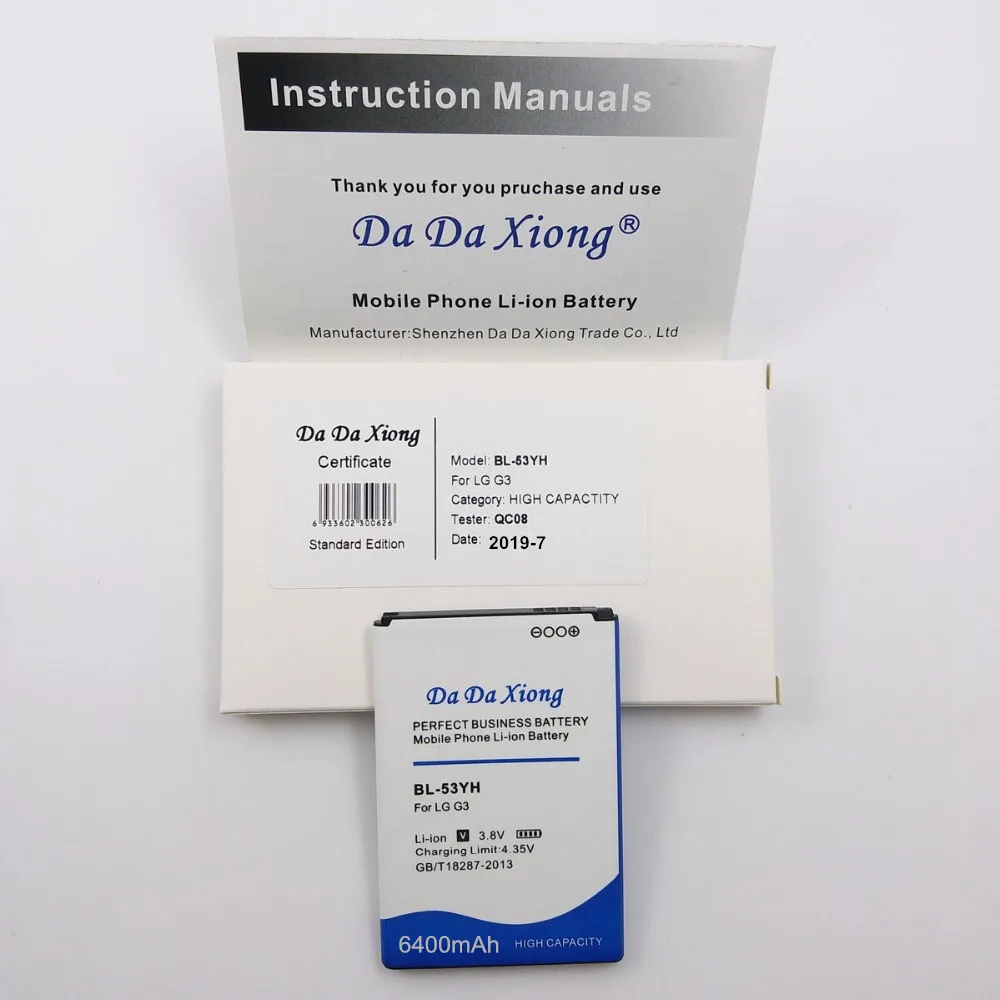 Instruction Manuals
Thank you for you pruchase and use
Da Da Xiong®
Mobile Phone Li-ion Battery
Manufacturer:Shenzhen Da Da Xiong Trade Co., Ltd
Da Da Xiong
Certificate
6 933602 300626
Standard Edition
Model: BL-53YH
For LG G3
Category: HIGH CAPACTITY
Tester: QC08
Date: 2019-7
Da Da Xiong
PERFECT BUSINESS BATTERY
Mobile Phone Li-ion Battery
BL-53YH
For LG G3
Li-ion V 3.8V
Charging Limit:4.35V
GB/T18287-2013
6400mAh HIGH CAPACITY